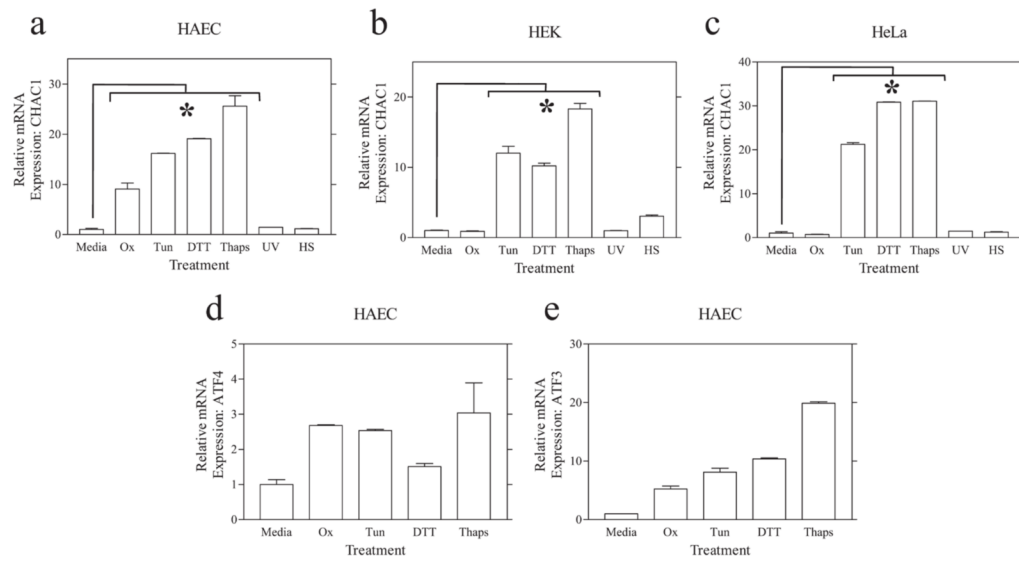 a
HAEC
Relative mRNA
Expression: CHAC1
30
20
10
0
*
Media Ox Tun DTT Thaps UV HS
Treatment
b
HEK
Relative mRNA
Expression: CHAC1
20
10
0
*
Media Ox Tun DTT Thaps UV HS
Treatment
c
HeLa
Relative mRNA
Expression: CHAC1
40
30
20
10
0
*
Media Ox Tun DTT Thaps UV HS
Treatment
d
HAEC
Relative mRNA
Expression: ATF4
5
4
3
2
1
0
Media Ox Tun DTT Thaps
Treatment
e
HAEC
Relative mRNA
Expression: ATF3
30
20
10
0
Media Ox Tun DTT Thaps
Treatment